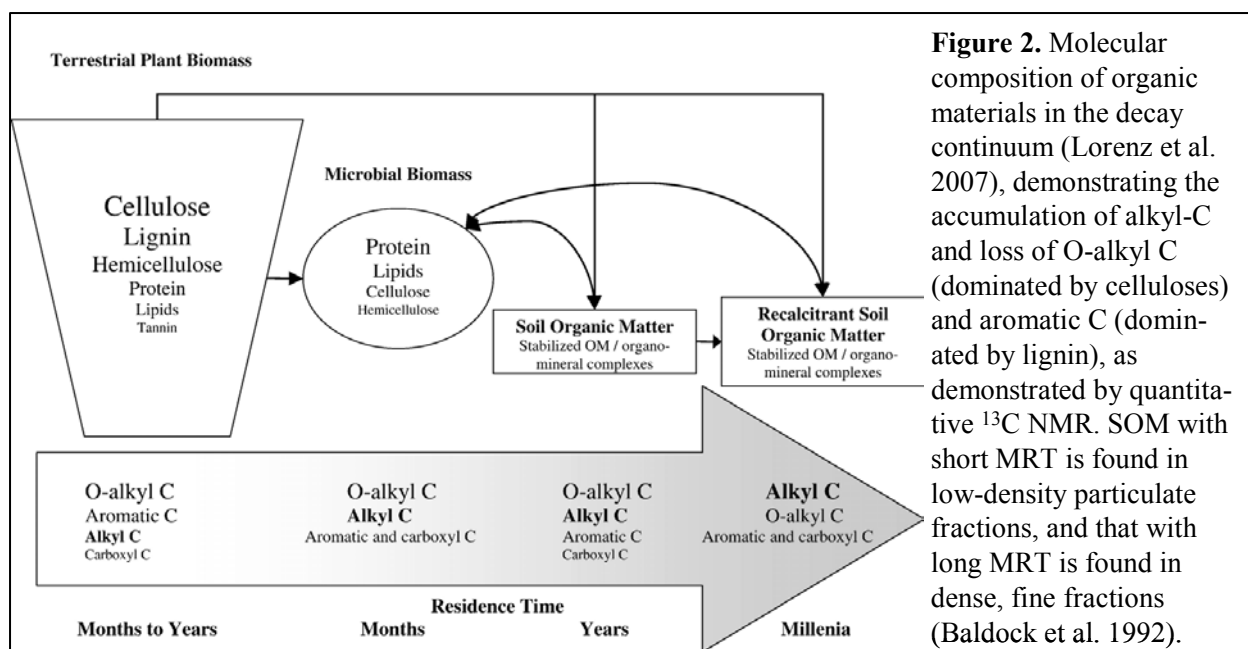 Terrestrial Plant Biomass
Cellulose
Lignin
Hemicellulose
Protein
Lipids
Tannin
Microbial Biomass
Protein
Lipids
Cellulose
Hemicellulose
Soil Organic Matter
Stabilized OM / organo-
mineral complexes
Recalcitrant Soil
Organic Matter
Stabilized OM / organo-
mineral complexes
O-alkyl C
Aromatic C
Alkyl C
Carboxyl C
O-alkyl C
Alkyl C
Aromatic and carboxyl C
O-alkyl C
Alkyl C
Aromatic C
Carboxyl C
Alkyl C
O-alkyl C
Aromatic and carboxyl C
Residence Time
Months to Years
Months
Years
Millenia
Figure 2. Molecular
composition of organic
materials in the decay
continuum (Lorenz et al.
2007), demonstrating the
accumulation of alkyl-C
and loss of O-alkyl C
(dominated by celluloses)
and aromatic C (domin-
ated by lignin), as
demonstrated by quantita-
tive ¹³C NMR. SOM with
short MRT is found in
low-density particulate
fractions, and that with
long MRT is found in
dense, fine fractions
(Baldock et al. 1992).